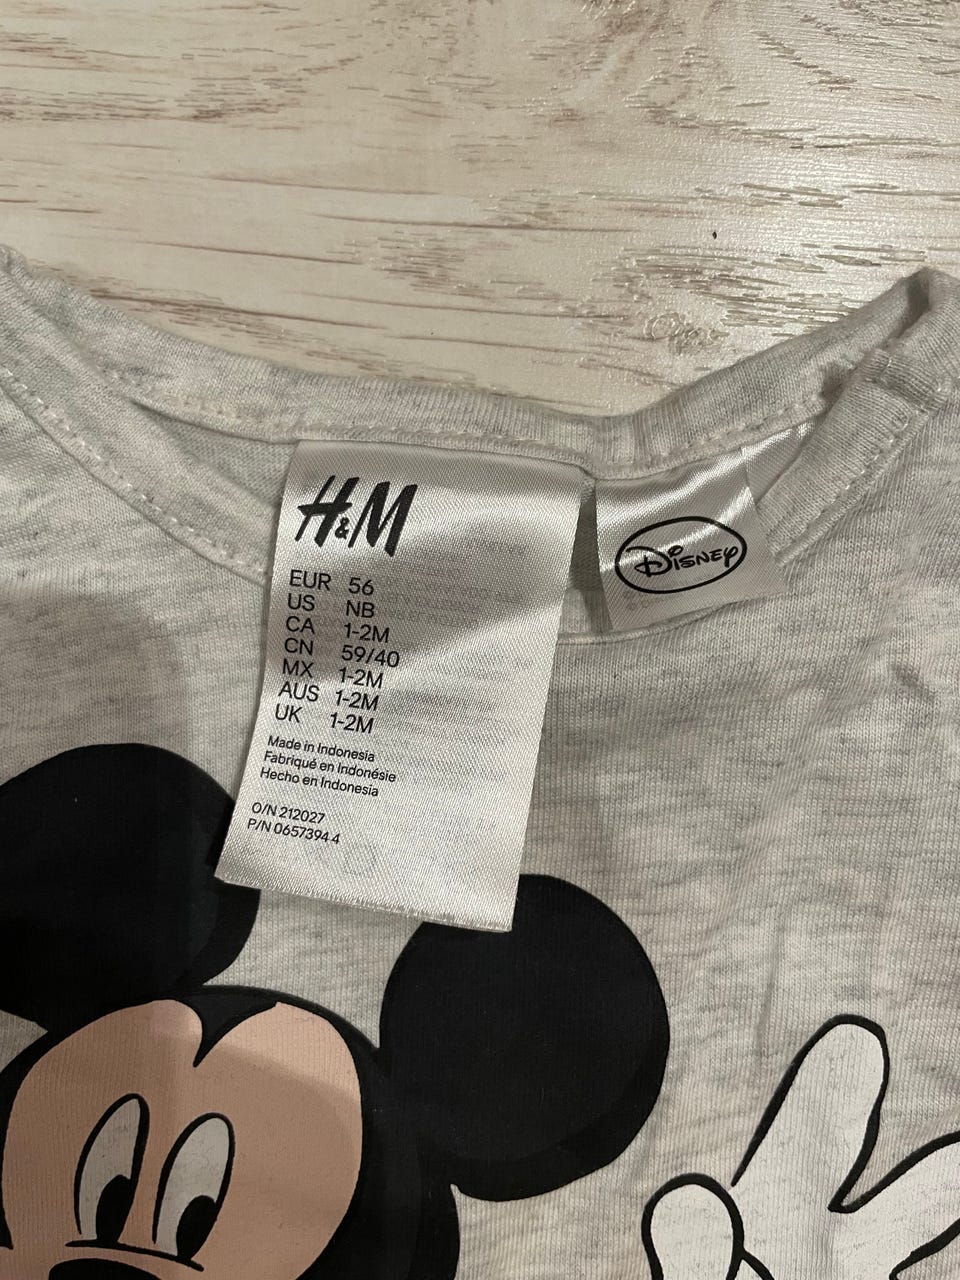 H&M
EUR 56
US NB
CA 1-2M
CN 59/40
MX 1-2M
AUS 1-2M
UK 1-2M
Made in Indonesia
Fabriqué en Indonésie
Hecho en Indonesia
O/N 212027
P/N 0657394 4
Disney